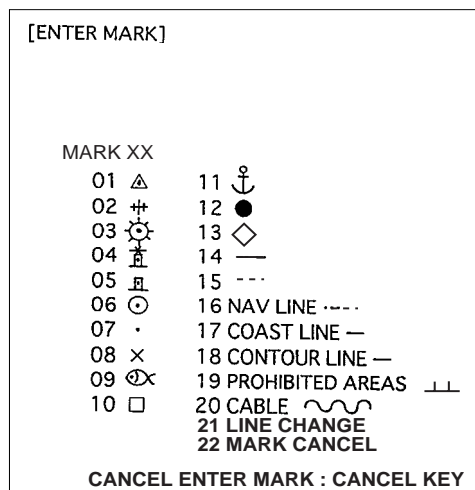 [ENTER MARK]
MARK XX
01
02
03
04
05
06
07
08
09
10
11
12
13
14
15
16 NAV LINE
17 COAST LINE
18 CONTOUR LINE
19 PROHIBITED AREAS
20 CABLE
21 LINE CHANGE
22 MARK CANCEL
CANCEL ENTER MARK : CANCEL KEY